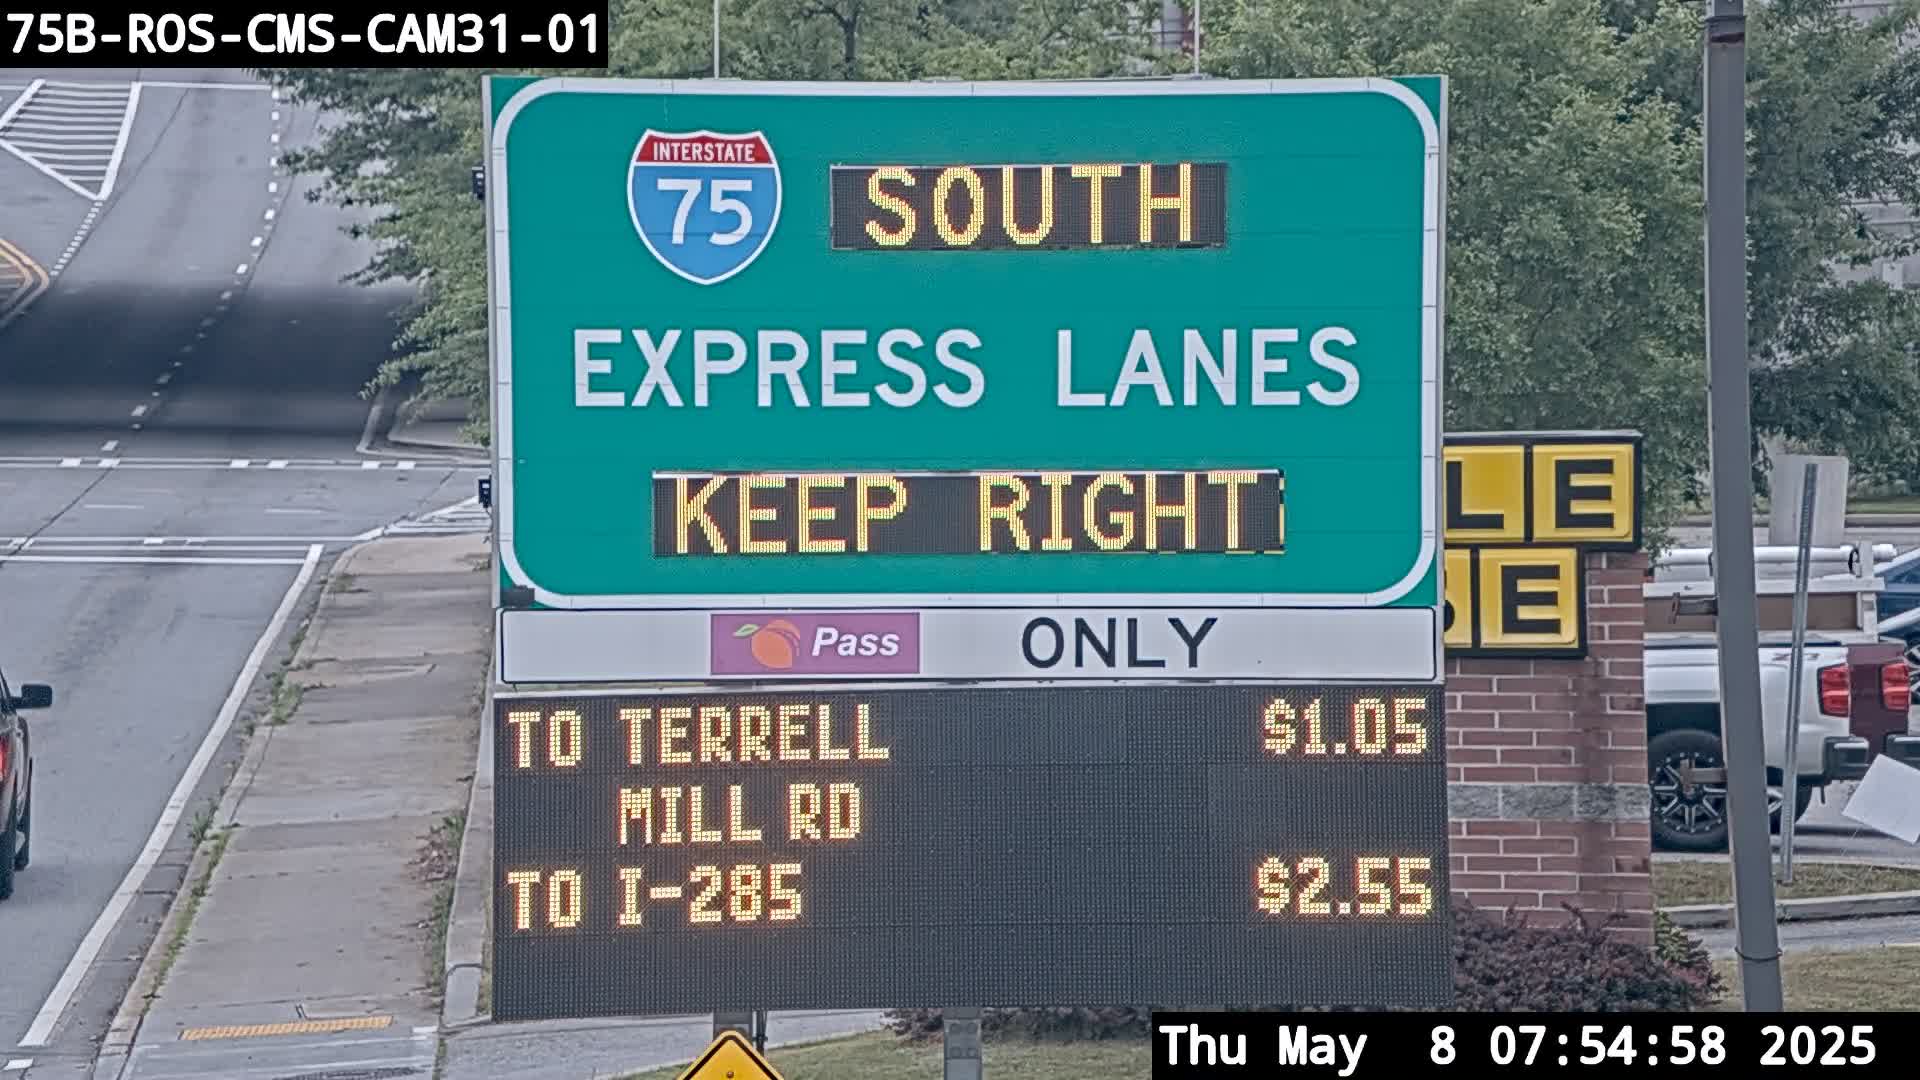 75B-ROS-CMS-CAM31-01
INTERSTATE
75
SOUTH
EXPRESS LANES
KEEP RIGHT
Pass ONLY
TO TERRELL $1.05
MILL RD
TO I-285 $2.55
LE
E
Thu May 8 07:54:58 2025